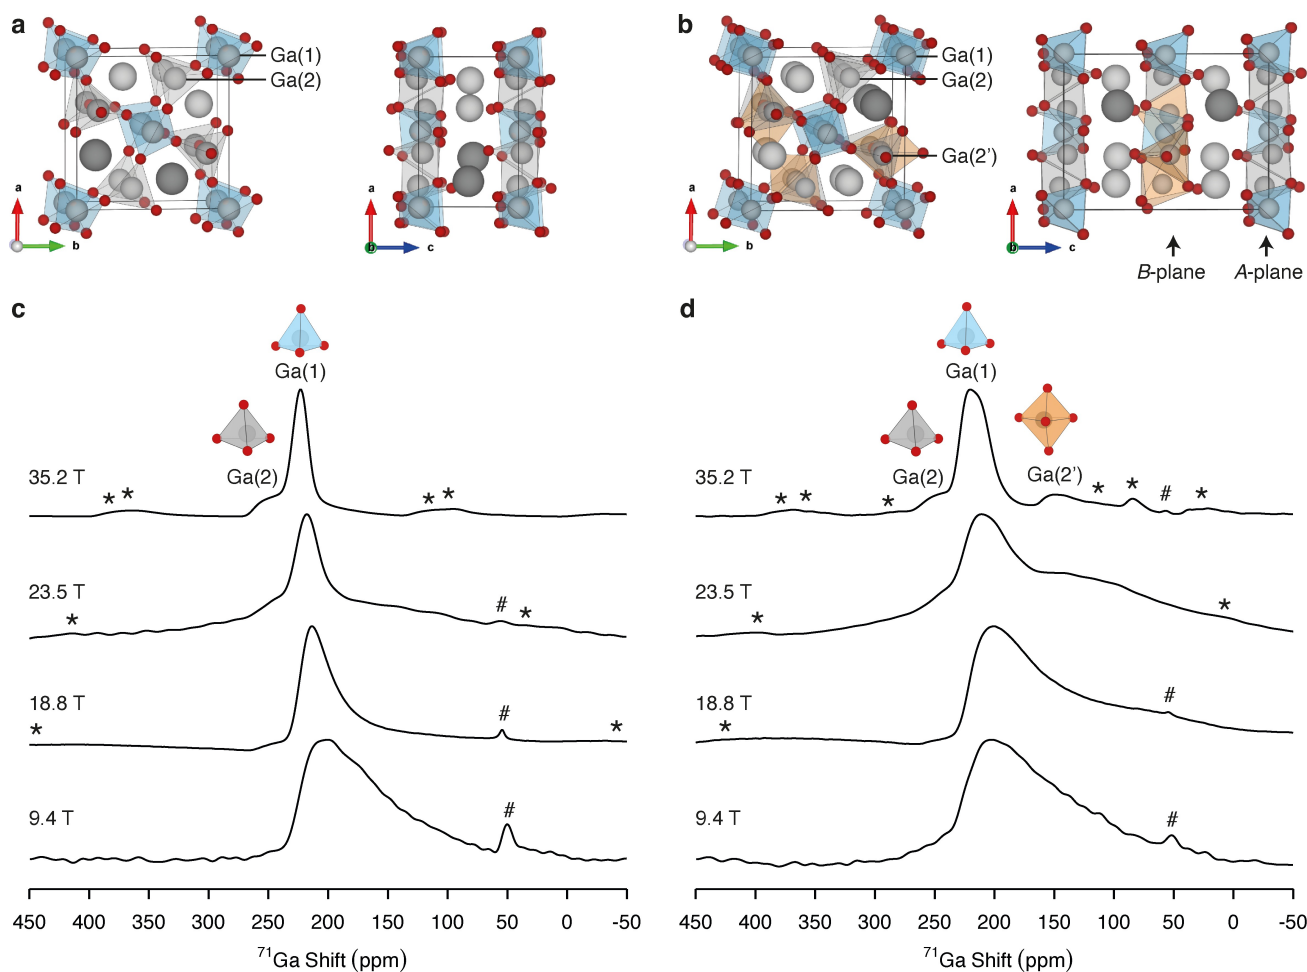 a
Ga(1)
Ga(2)
a
b
a
b
c
b
Ga(1)
Ga(2)
Ga(2’)
a
b
a
b
c
B-plane
A-plane
c
Ga(1)
Ga(2)
35.2 T
* *
* *
23.5 T
*
#
*
18.8 T
*
#
*
9.4 T
#
450 400 350 300 250 200 150 100 50 0 -50
71Ga Shift (ppm)
d
Ga(1)
Ga(2)
Ga(2’)
35.2 T
* *
*
*
*
#
*
23.5 T
*
*
18.8 T
*
#
9.4 T
#
450 400 350 300 250 200 150 100 50 0 -50
71Ga Shift (ppm)